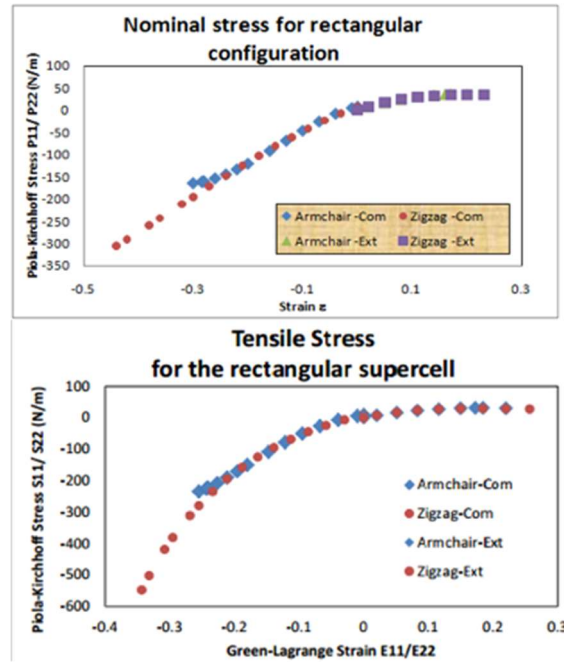 Nominal stress for rectangular
configuration
Piola-Kirchhoff Stress P11/ P22 (N/m)
100
50
0
-50
-100
-150
-200
-250
-300
-350
Armchair -Com
Zigzag -Com
Armchair-Ext
Zigzag-Ext
-0.5
-0.3
-0.1
0.1
0.3
Strain ε
Tensile Stress
for the rectangular supercell
Piola-Kirchhoff Stress S11/ S22 (N/m)
100
0
-100
-200
-300
-400
-500
-600
Armchair-Com
Zigzag-Com
Armchair-Ext
Zigzag-Ext
-0.4
-0.3
-0.2
-0.1
0
0.1
0.2
0.3
Green-Lagrange Strain E11/E22